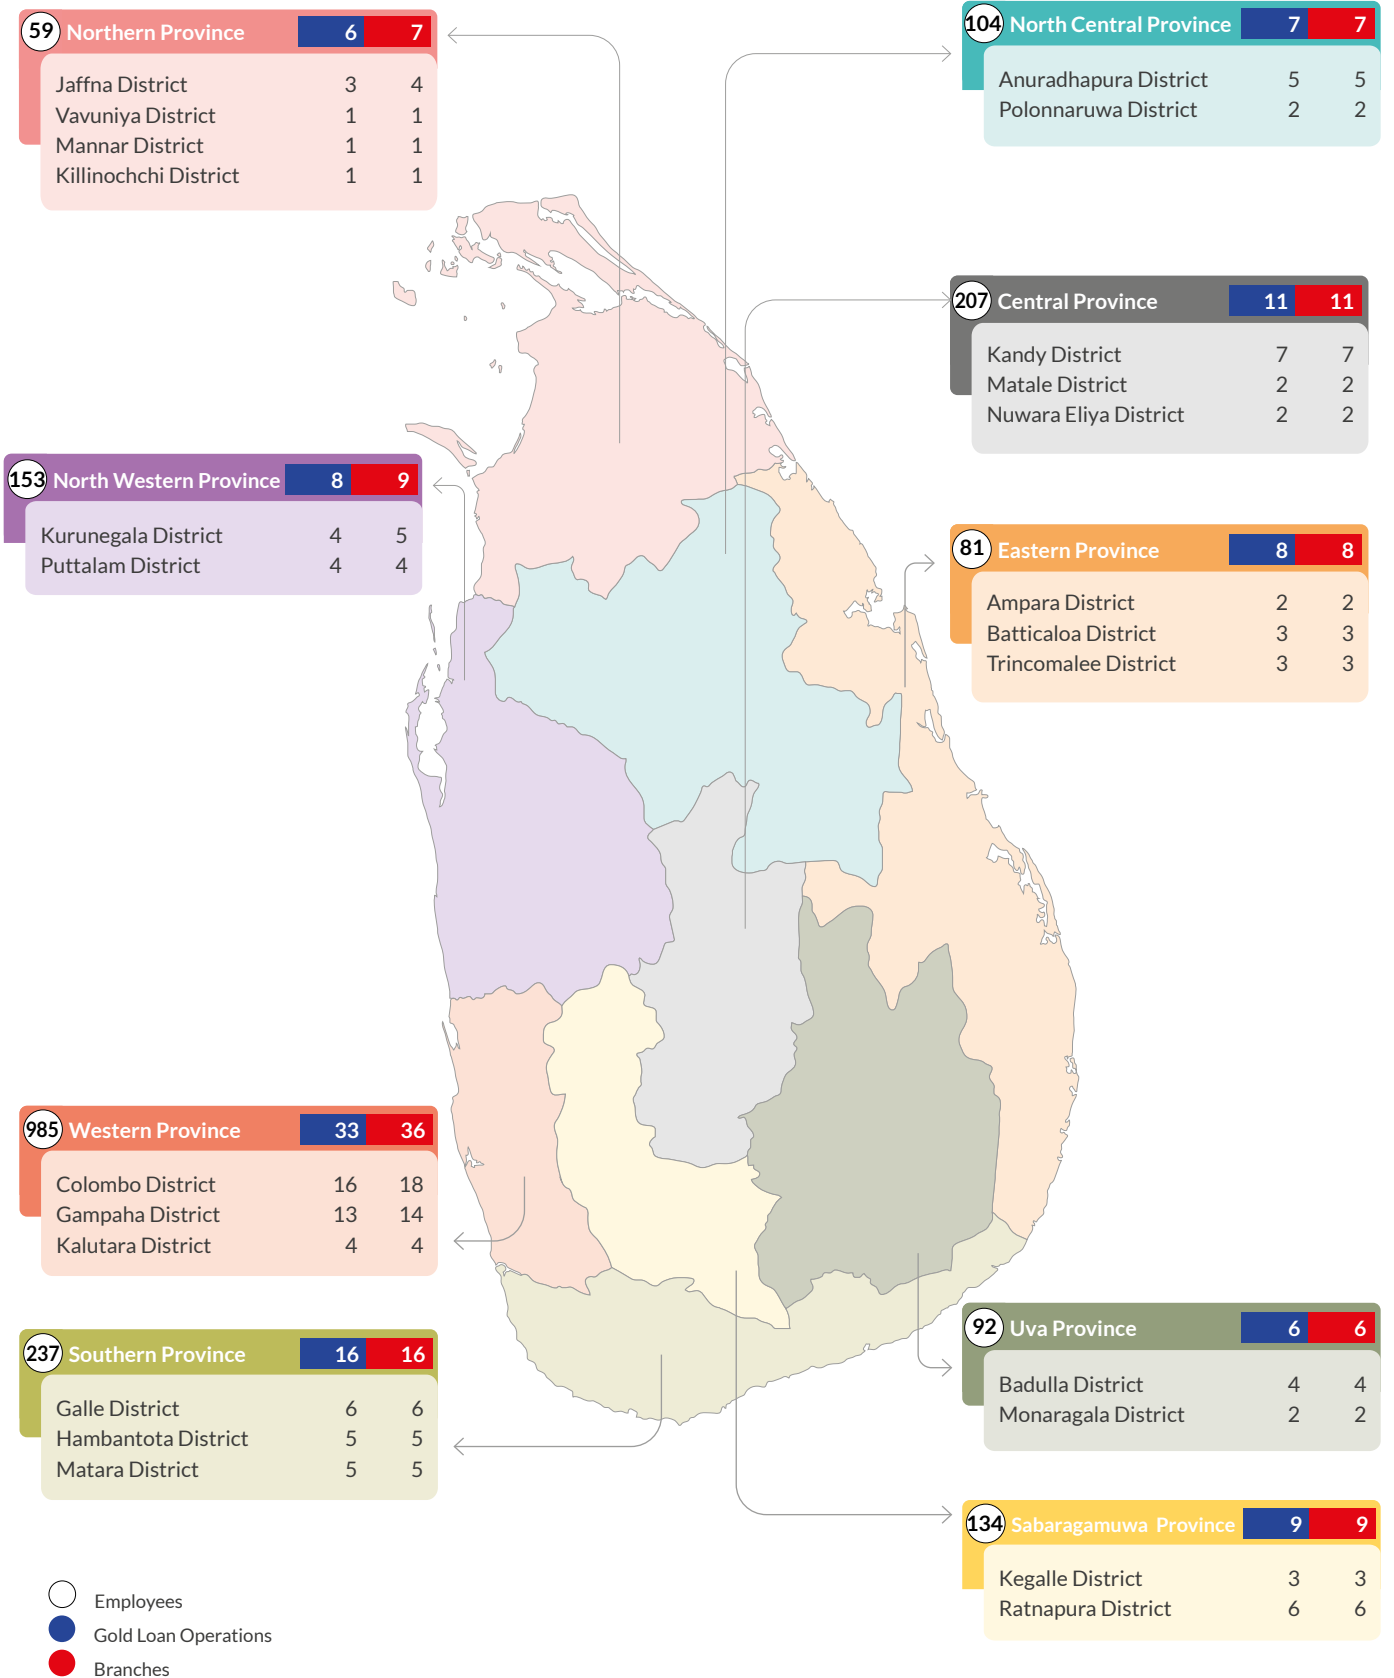 59 Northern Province 6 7
Jaffna District 3 4
Vavuniya District 1 1
Mannar District 1 1
Killinochchi District 1 1
104 North Central Province 7 7
Anuradhapura District 5 5
Polonnaruwa District 2 2
207 Central Province 11 11
Kandy District 7 7
Matale District 2 2
Nuwara Eliya District 2 2
153 North Western Province 8 9
Kurunegala District 4 5
Puttalam District 4 4
81 Eastern Province 8 8
Ampara District 2 2
Batticaloa District 3 3
Trincomalee District 3 3
985 Western Province 33 36
Colombo District 16 18
Gampaha District 13 14
Kalutara District 4 4
237 Southern Province 16 16
Galle District 6 6
Hambantota District 5 5
Matara District 5 5
92 Uva Province 6 6
Badulla District 4 4
Monaragala District 2 2
134 Sabaragamuwa Province 9 9
Kegalle District 3 3
Ratnapura District 6 6
Employees
Gold Loan Operations
Branches